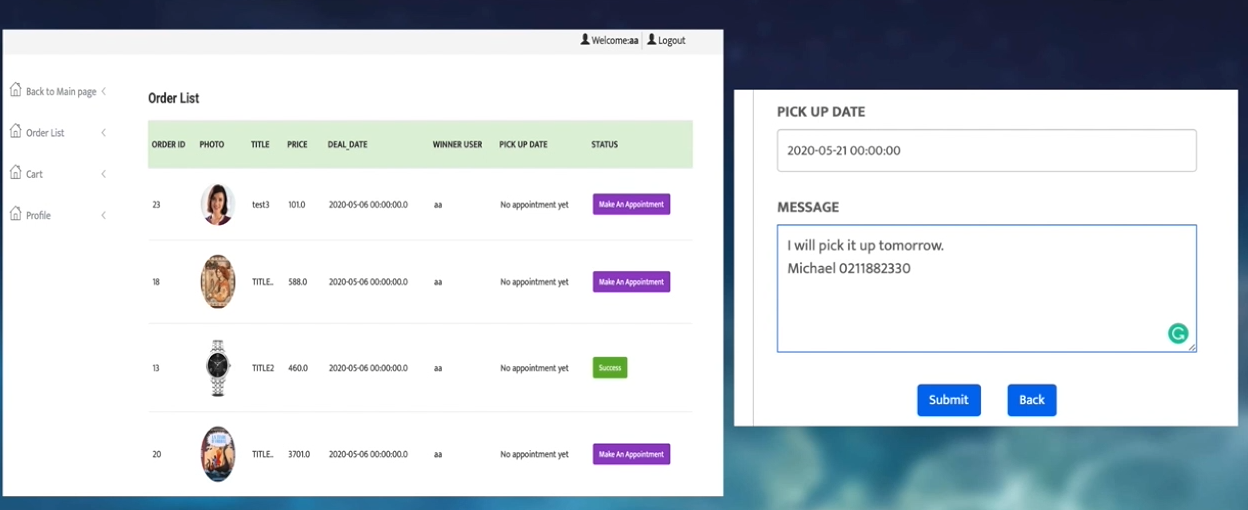 Welcome:aa Logout
Back to Main page
Order List
Cart
Profile
Order List
ORDER ID PHOTO TITLE PRICE DEAL_DATE WINNER USER PICK UP DATE STATUS
23 test3 101.0 2020-05-06 00:00:00.0 aa No appointment yet Make An Appointment
18 TITLE.. 588.0 2020-05-06 00:00:00.0 aa No appointment yet Make An Appointment
13 TITLE2 460.0 2020-05-06 00:00:00.0 aa No appointment yet Success
20 TITLE.. 3701.0 2020-05-06 00:00:00.0 aa No appointment yet Make An Appointment
PICK UP DATE
2020-05-21 00:00:00
MESSAGE
I will pick it up tomorrow.
Michael 0211882330
Submit Back